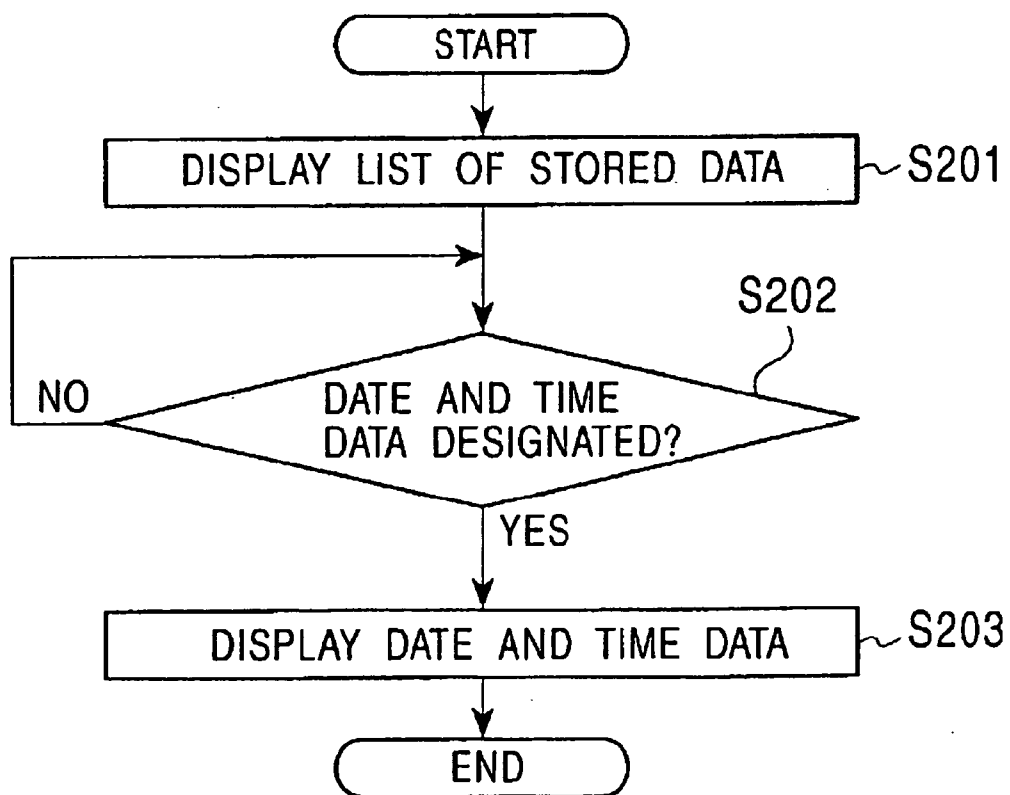 START
DISPLAY LIST OF STORED DATA
S201
S202
NO
DATE AND TIME
DATA DESIGNATED?
YES
DISPLAY DATE AND TIME DATA
S203
END